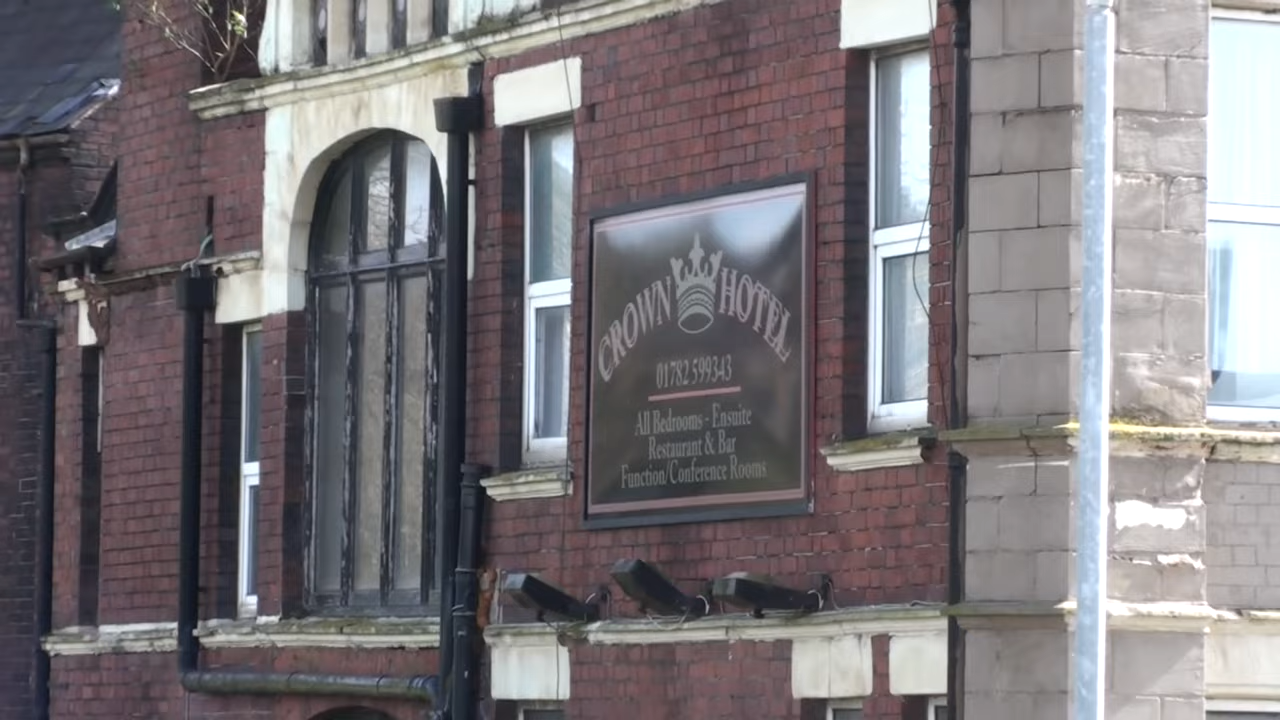 CROWN HOTEL
01782 599343
All Bedrooms - Ensuite
Restaurant & Bar
Function/Conference Rooms